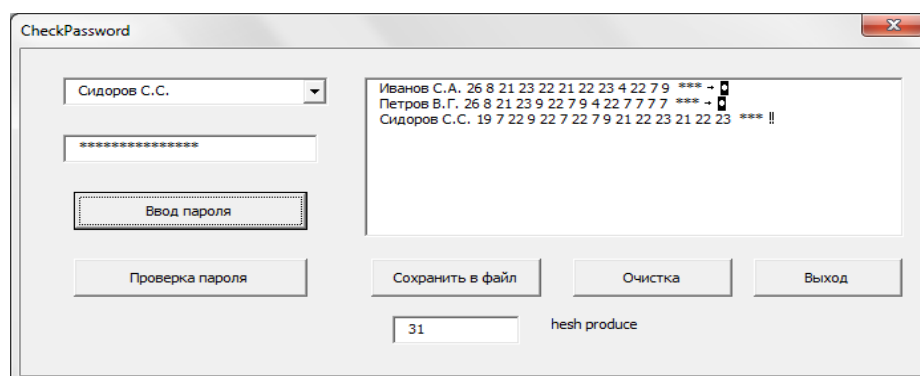 CheckPassword
Сидоров С.С.
Иванов С.А. 26 8 21 23 22 21 22 23 4 22 7 9 *** → ◘
Петров В.Г. 26 8 21 23 9 22 7 9 4 22 7 7 7 7 *** → ◘
Сидоров С.С. 19 7 22 9 22 7 22 7 9 21 22 23 21 22 23 *** ‼
***************
Ввод пароля
Проверка пароля
Сохранить в файл
Очистка
Выход
31
hesh produce